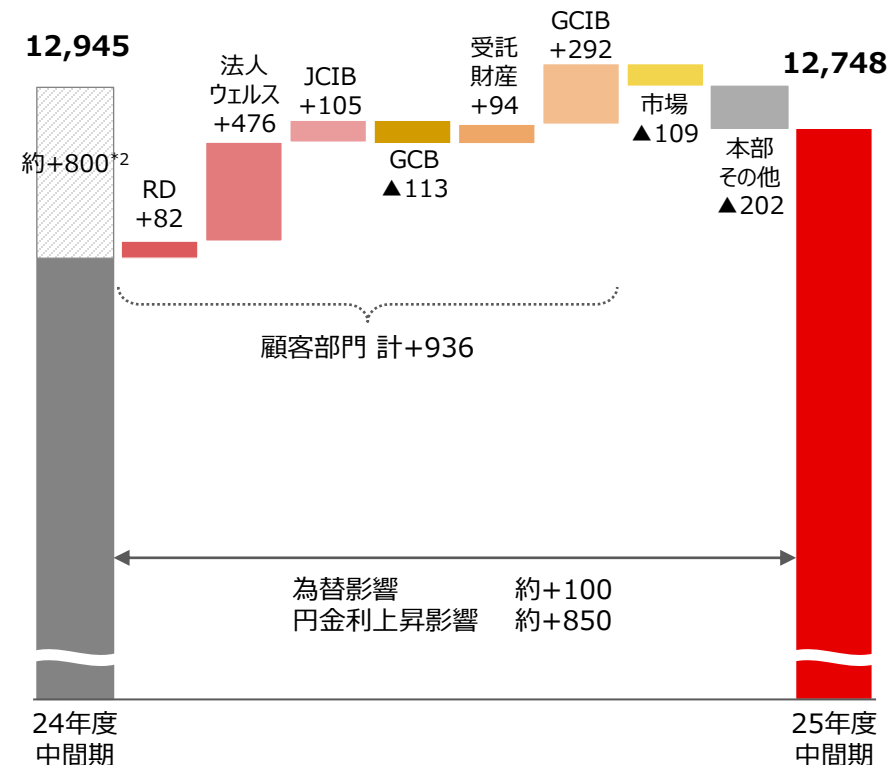 12,945
約+800*2
RD
+82
法人
ウェルス
+476
JCIB
+105
GCB
▲113
受託
財産
+94
GCIB
+292
市場
▲109
本部
その他
▲202
12,748
顧客部門 計+936
為替影響 約+100
円金利上昇影響 約+850
24年度
中間期
25年度
中間期